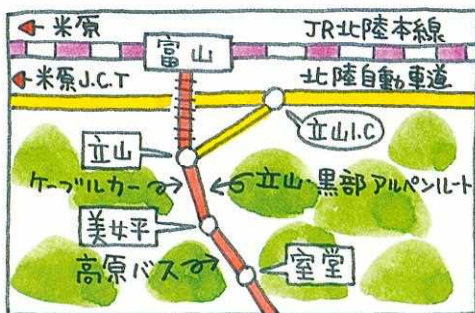 米原
JR北陸本線
富山
米原J.C.T
北陸自動車道
立山I.C
立山
ケーブルカー
立山・黒部アルペンルート
美女平
高原バス
室堂